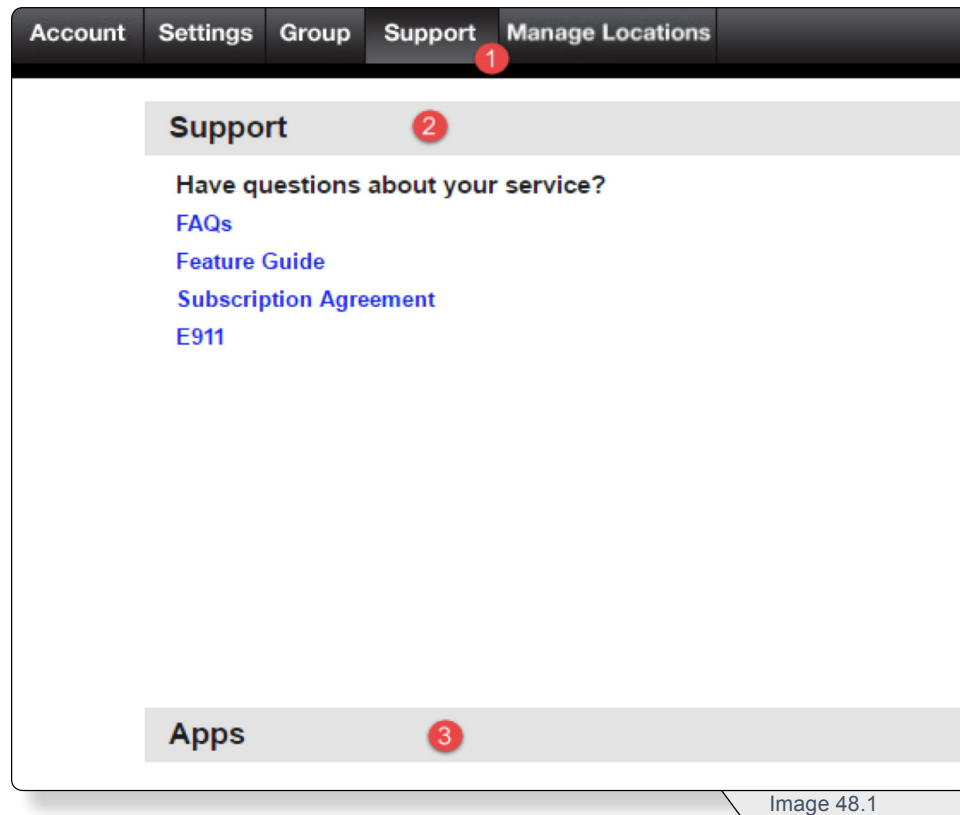 Account Settings Group Support Manage Locations
1
Support 2
Have questions about your service?
FAQs
Feature Guide
Subscription Agreement
E911
Apps 3
Image 48.1